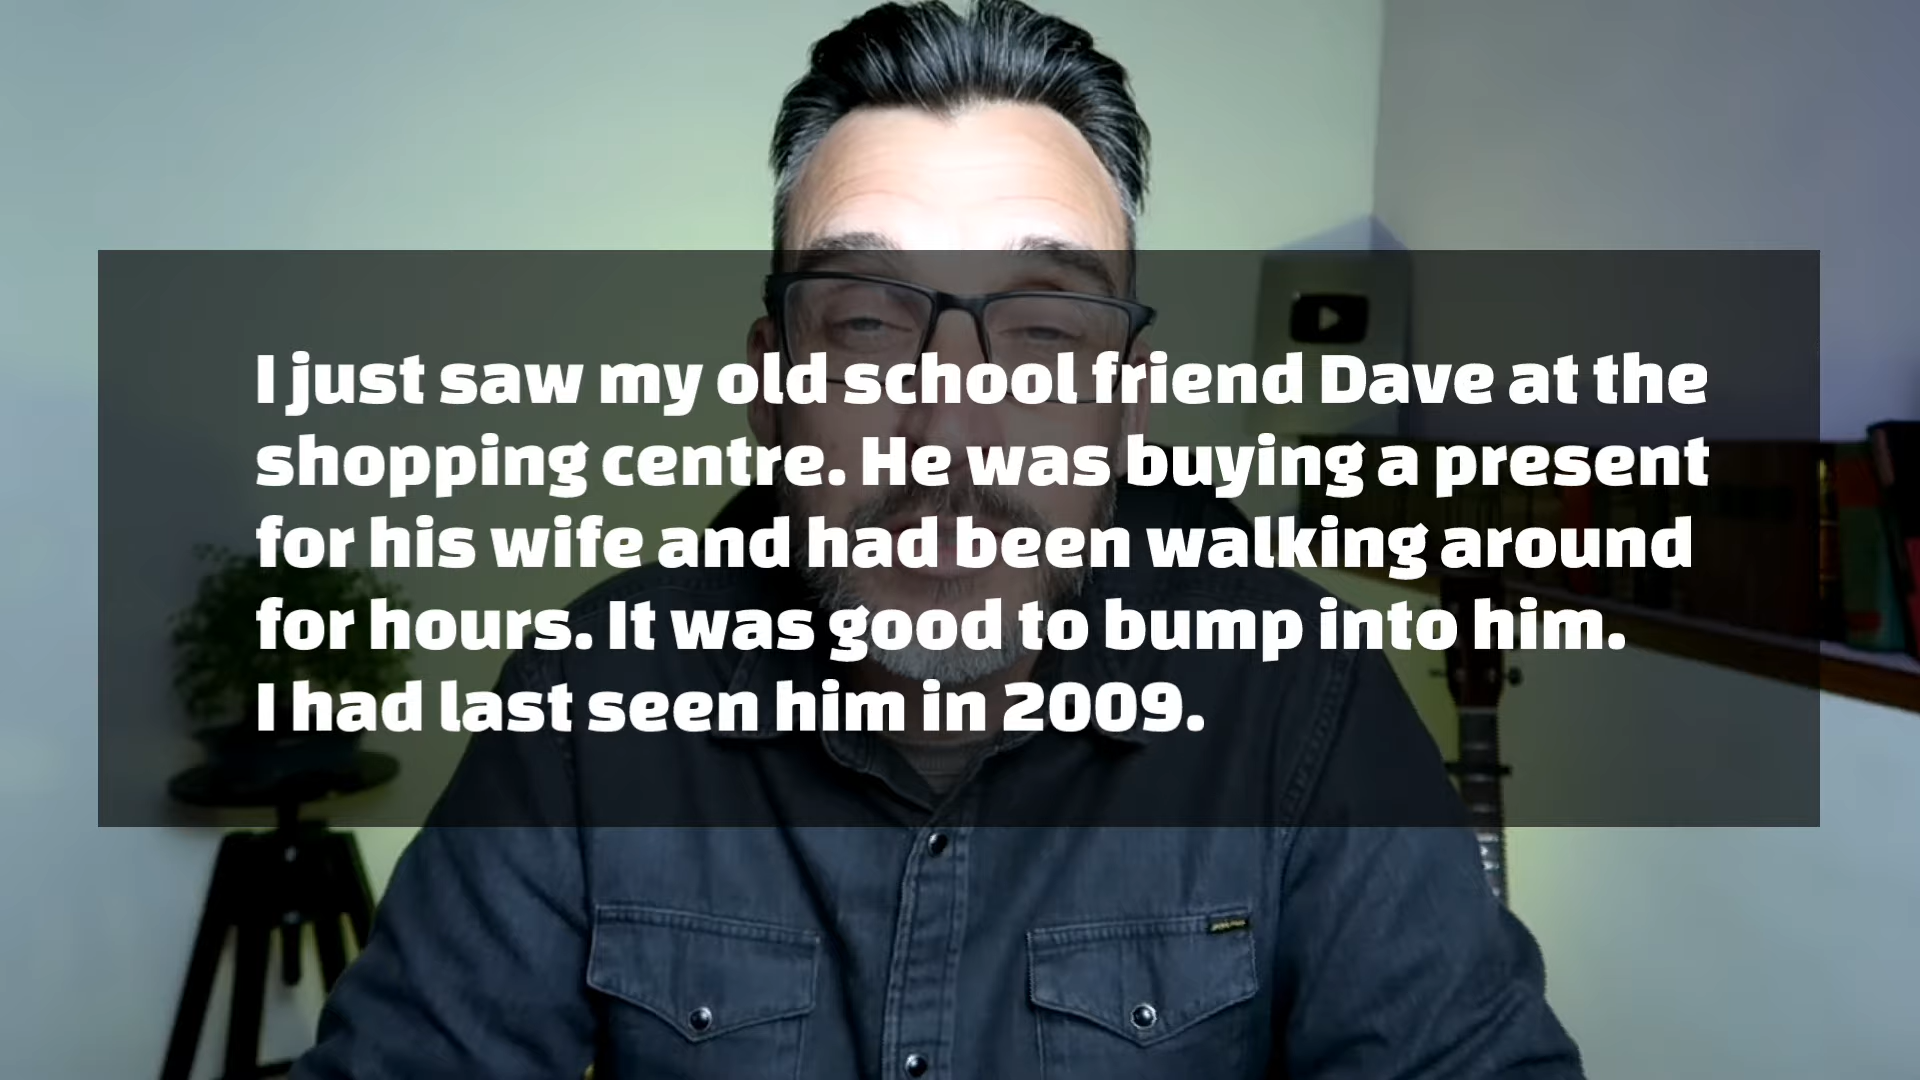 I just saw my old school friend Dave at the
shopping centre. He was buying a present
for his wife and had been walking around
for hours. It was good to bump into him.
I had last seen him in 2009.